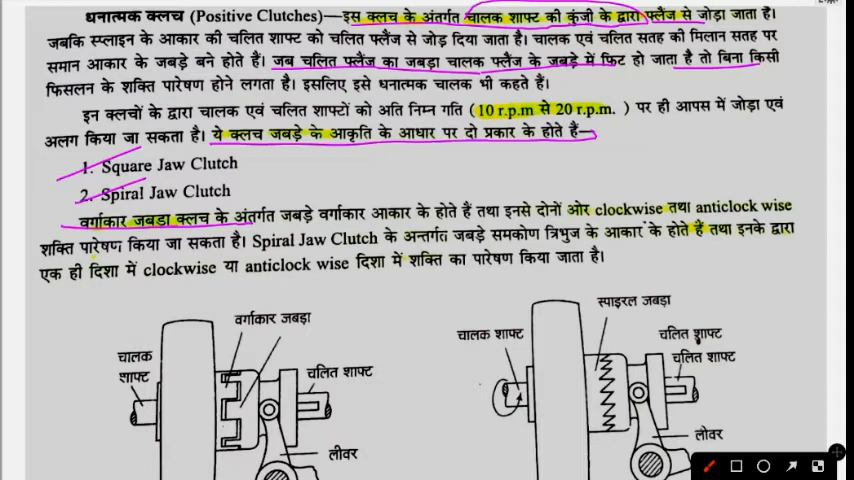 धनात्मक क्लच (Positive Clutches)—इस क्लच के अंतर्गत चालक शाफ्ट की कुंजी के द्वारा फ्लैंज से जोड़ा जाता है।
जबकि स्प्लाइन के आकार की चलित शाफ्ट को चलित फ्लैंज से जोड़ दिया जाता है। चालक एवं चलित सतह की मिलान सतह पर
समान आकार के जबड़े बने होते हैं। जब चलित फ्लैंज का जबड़ा चालक फ्लैंज के जबड़े में फिट हो जाता है तो बिना किसी
फिसलन के शक्ति पारेषण होने लगता है। इसलिए इसे धनात्मक चालक भी कहते हैं।
इन क्लचों के द्वारा चालक एवं चलित शाफ्टों को अति निम्न गति (10 r.p.m से 20 r.p.m. ) पर ही आपस में जोड़ा एवं
अलग किया जा सकता है। ये क्लच जबड़े के आकृति के आधार पर दो प्रकार के होते हैं—
1. Square Jaw Clutch
2. Spiral Jaw Clutch
वर्गाकार जबडा क्लच के अंतर्गत जबड़े वर्गाकार आकार के होते हैं तथा इनसे दोनों ओर clockwise तथा anticlock wise
शक्ति पारेषण किया जा सकता है। Spiral Jaw Clutch के अन्तर्गत जबड़े समकोण त्रिभुज के आकार के होते हैं तथा इनके द्वारा
एक ही दिशा में clockwise या anticlock wise दिशा में शक्ति का पारेषण किया जाता है।
वर्गाकार जबड़ा
चालक
शाफ्ट
चलित शाफ्ट
लीवर
स्पाइरल जबड़ा
चालक शाफ्ट
चलित शाफ्ट
चलित शाफ्ट
लोवर